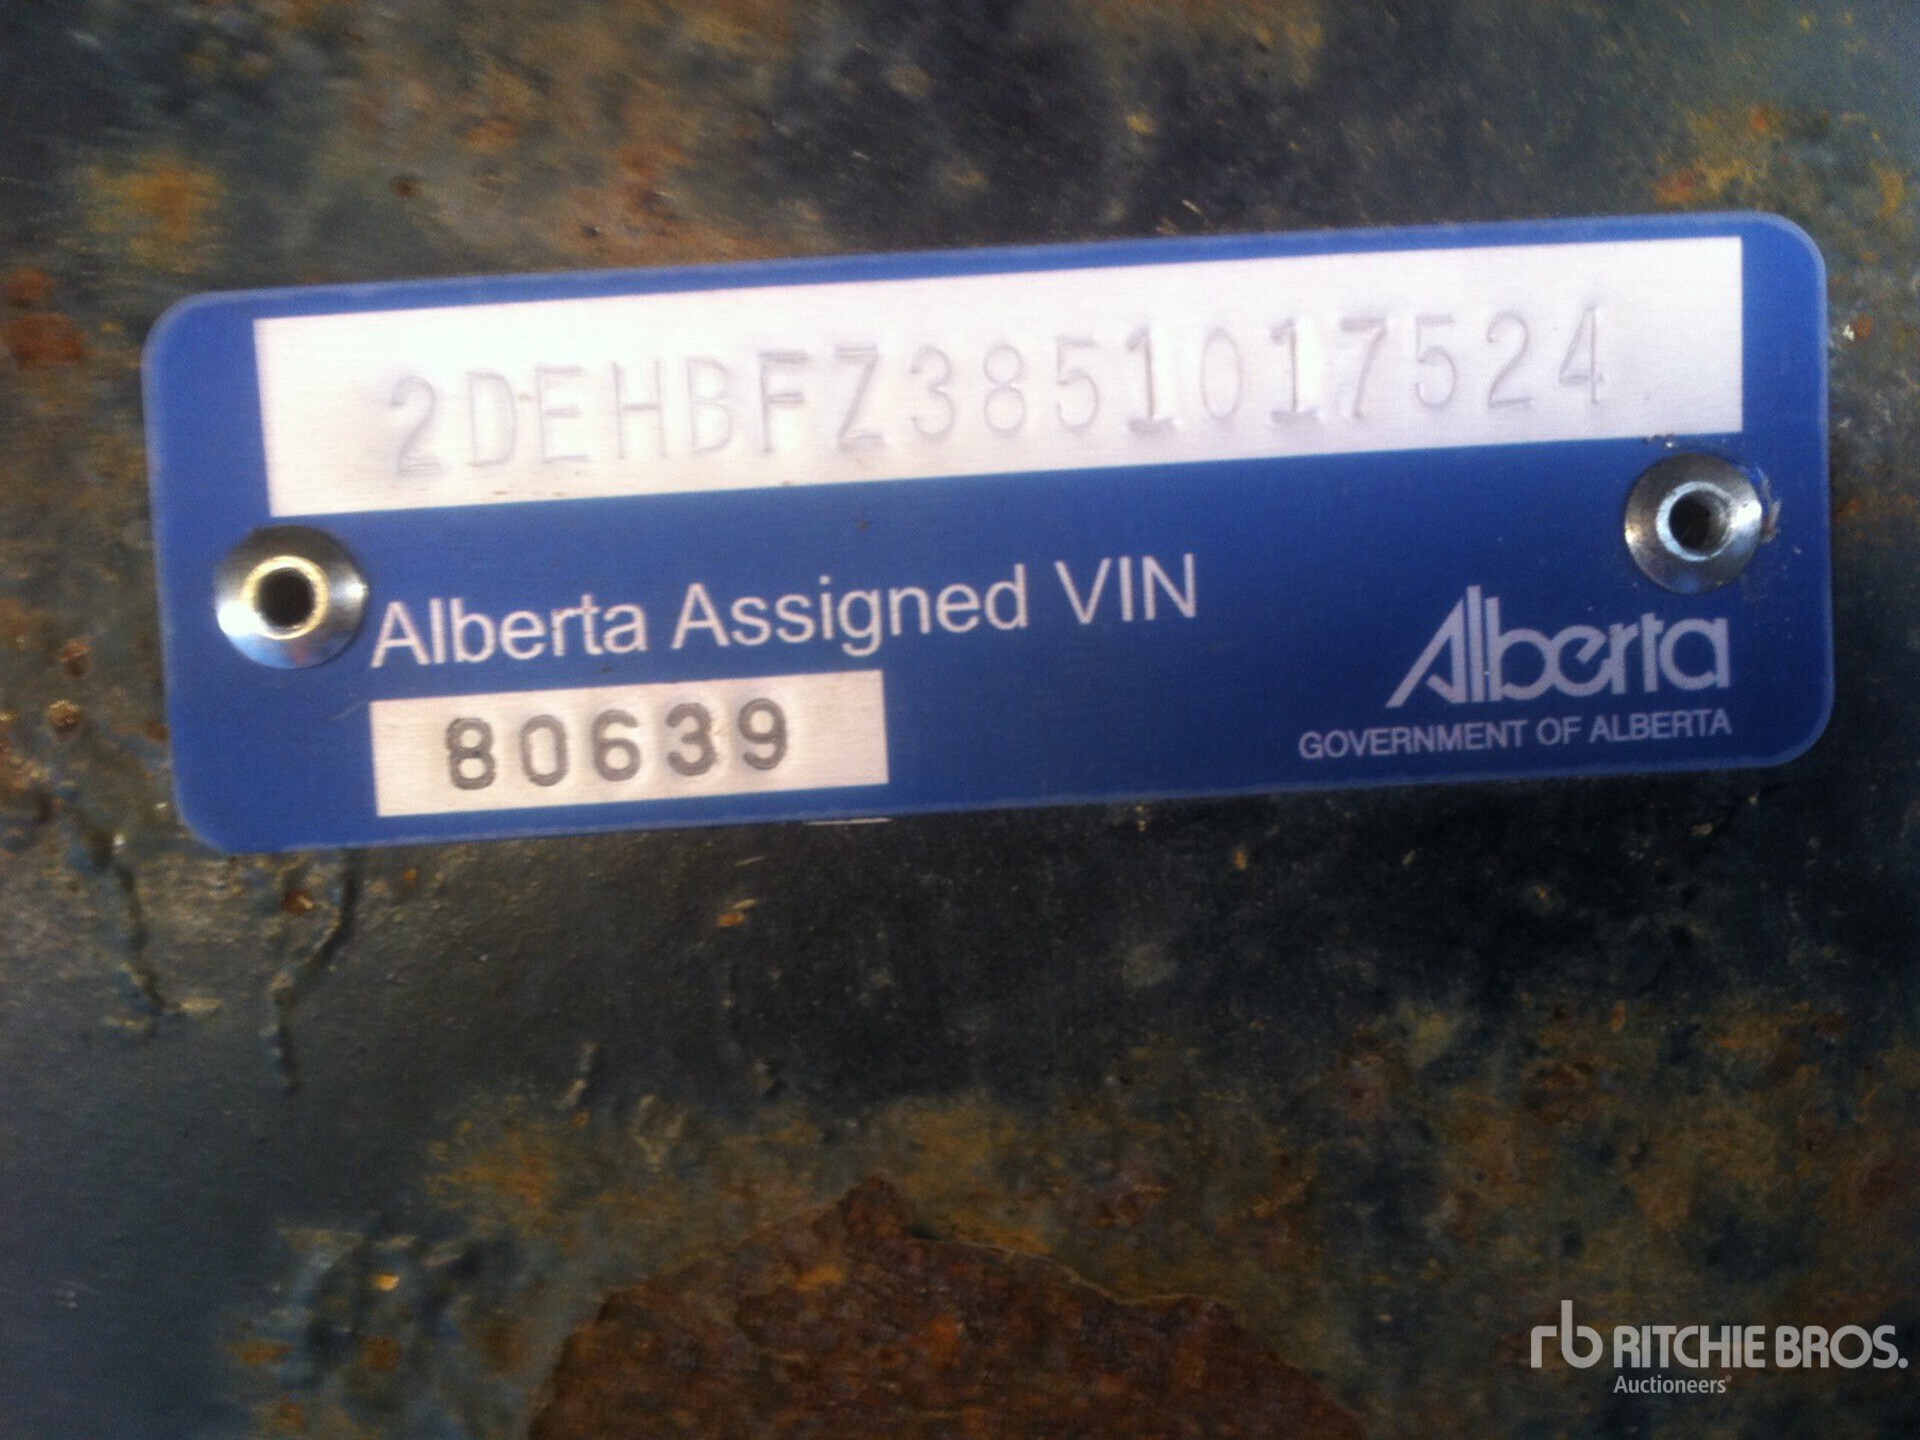 2DEHBFZ3851017524
Alberta Assigned VIN
80639
Alberta
GOVERNMENT OF ALBERTA
rb RITCHIE BROS.
Auctioneers